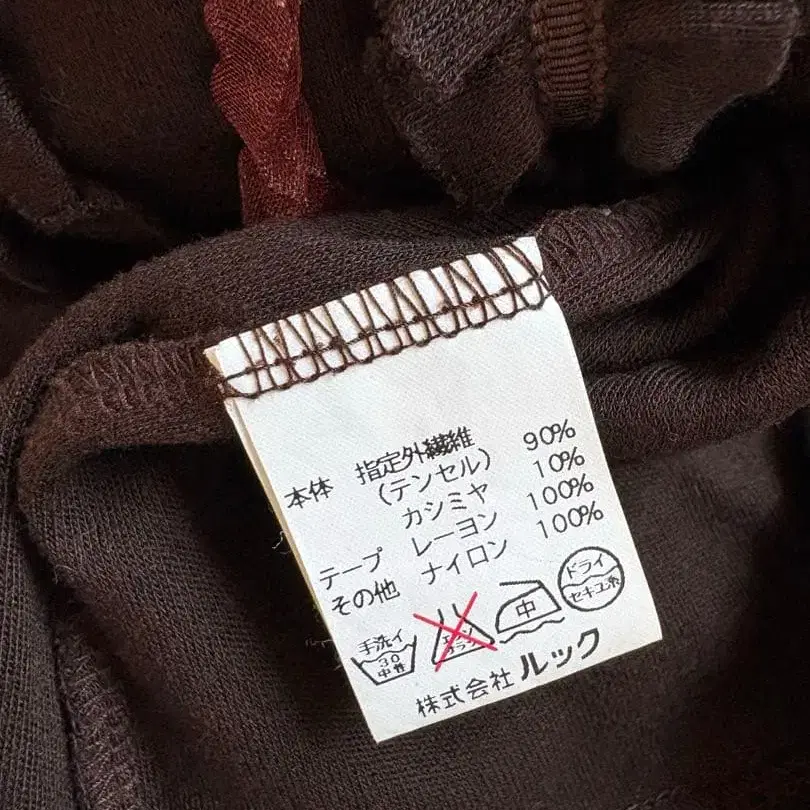 本体 指定外繊維 90%
(テンセル)
カシミヤ 10%
テープ レーヨン 100%
その他 ナイロン 100%
手洗イ
30
中性
エンソ
サラシ
中
ドライ
セキユ系
株式会社 ルック